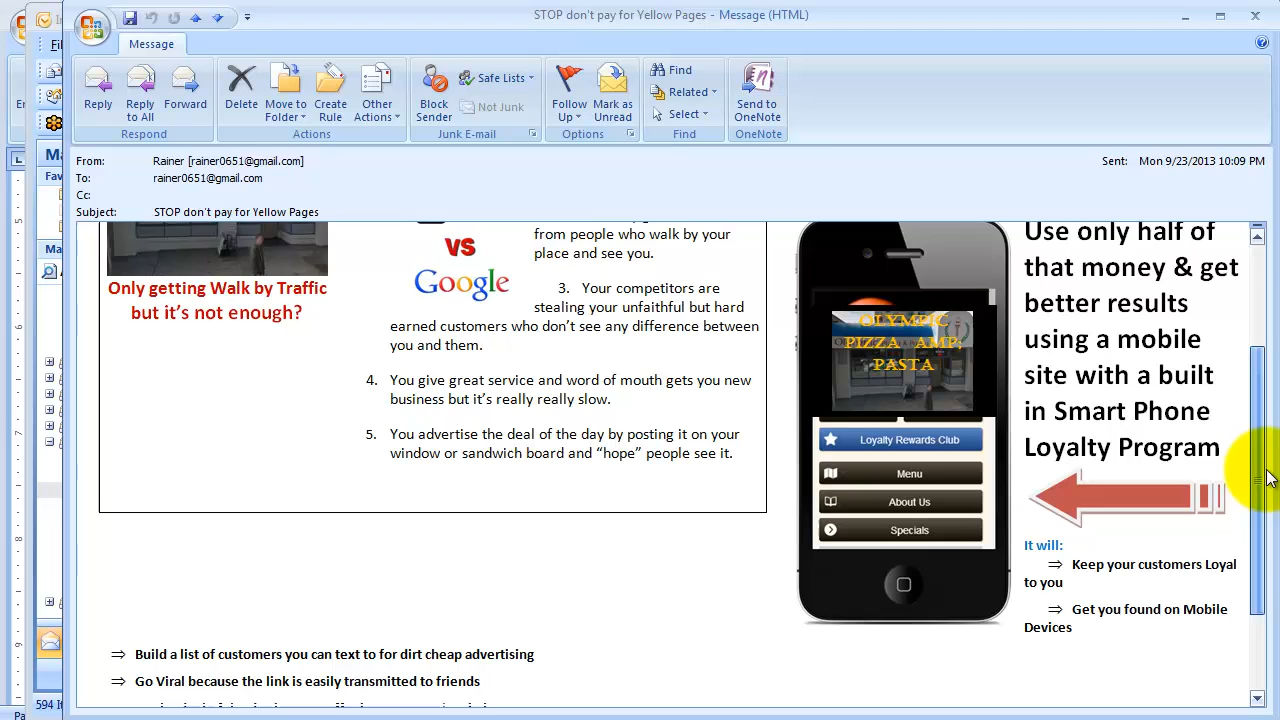 STOP don't pay for Yellow Pages - Message (HTML)
Message
Reply
Reply to All
Forward
Respond
Delete
Move to Folder
Create Rule
Other Actions
Actions
Block Sender
Safe Lists
Not Junk
Junk E-mail
Follow Up
Mark as Unread
Options
Find
Related
Select
Find
Send to OneNote
OneNote
From: Rainer [rainer0651@gmail.com]
Sent: Mon 9/23/2013 10:09 PM
To: rainer0651@gmail.com
Cc:
Subject: STOP don't pay for Yellow Pages
Only getting Walk by Traffic
but it's not enough?
VS
Google
from people who walk by your
place and see you.
3. Your competitors are
stealing your unfaithful but hard
earned customers who don't see any difference between
you and them.
4. You give great service and word of mouth gets you new
business but it's really really slow.
5. You advertise the deal of the day by posting it on your
window or sandwich board and "hope" people see it.
OLYMPIC
PIZZA &AMP;
PASTA
Loyalty Rewards Club
Menu
About Us
Specials
Use only half of
that money & get
better results
using a mobile
site with a built
in Smart Phone
Loyalty Program
It will:
⇒ Keep your customers Loyal
to you
⇒ Get you found on Mobile
Devices
⇒ Build a list of customers you can text to for dirt cheap advertising
⇒ Go Viral because the link is easily transmitted to friends
594 It